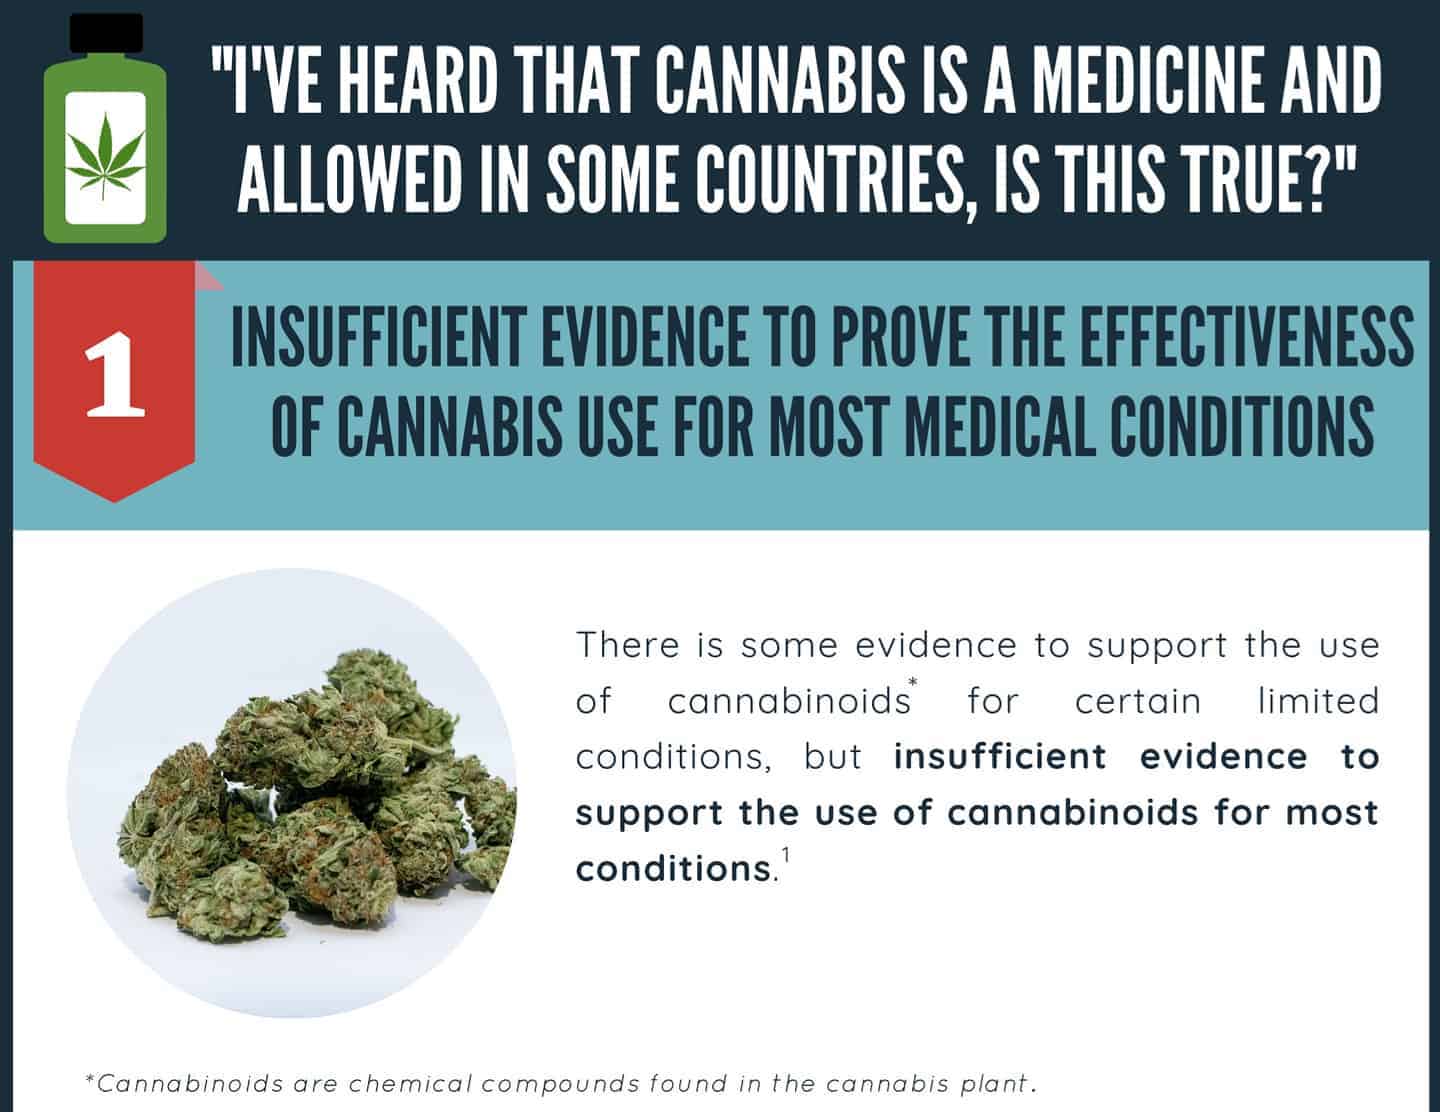 "I'VE HEARD THAT CANNABIS IS A MEDICINE AND
ALLOWED IN SOME COUNTRIES, IS THIS TRUE?"
1
INSUFFICIENT EVIDENCE TO PROVE THE EFFECTIVENESS
OF CANNABIS USE FOR MOST MEDICAL CONDITIONS
There is some evidence to support the use
of cannabinoids* for certain limited
conditions, but insufficient evidence to
support the use of cannabinoids for most
conditions.¹
*Cannabinoids are chemical compounds found in the cannabis plant.